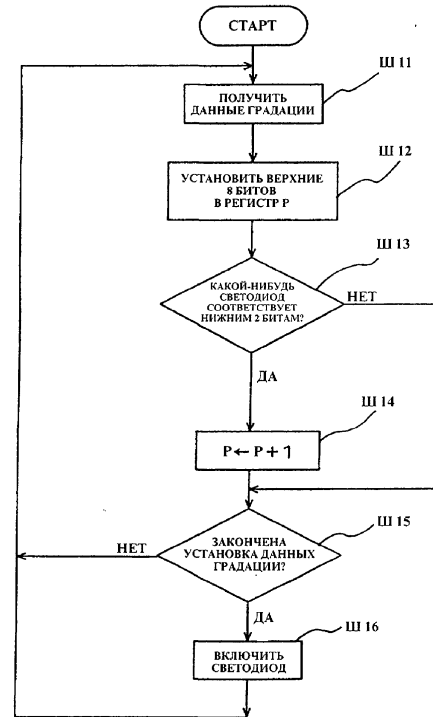 СТАРТ
Ш 11
ПОЛУЧИТЬ
ДАННЫЕ ГРАДАЦИИ
Ш 12
УСТАНОВИТЬ ВЕРХНИЕ
8 БИТОВ
В РЕГИСТР P
Ш 13
КАКОЙ-НИБУДЬ
СВЕТОДИОД
СООТВЕТСТВУЕТ
НИЖНИМ 2 БИТАМ?
НЕТ
ДА
Ш 14
P ← P + 1
Ш 15
ЗАКОНЧЕНА
УСТАНОВКА ДАННЫХ
ГРАДАЦИИ?
НЕТ
ДА
Ш 16
ВКЛЮЧИТЬ
СВЕТОДИОД